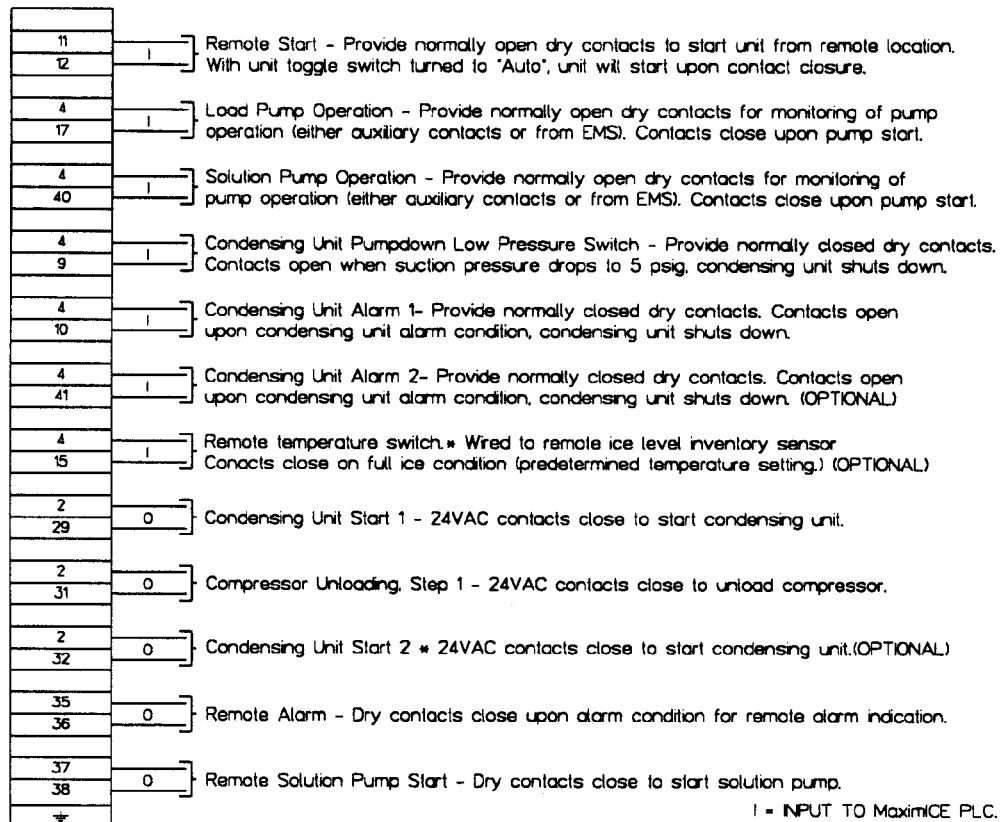 11
12
I
Remote Start - Provide normally open dry contacts to start unit from remote location.
With unit toggle switch turned to "Auto", unit will start upon contact closure.
4
17
I
Load Pump Operation - Provide normally open dry contacts for monitoring of pump
operation (either auxiliary contacts or from EMS). Contacts close upon pump start.
4
40
I
Solution Pump Operation - Provide normally open dry contacts for monitoring of
pump operation (either auxiliary contacts or from EMS). Contacts close upon pump start.
4
9
I
Condensing Unit Pumpdown Low Pressure Switch - Provide normally closed dry contacts.
Contacts open when suction pressure drops to 5 psig, condensing unit shuts down.
4
10
I
Condensing Unit Alarm 1- Provide normally closed dry contacts. Contacts open
upon condensing unit alarm condition, condensing unit shuts down.
4
41
I
Condensing Unit Alarm 2- Provide normally closed dry contacts. Contacts open
upon condensing unit alarm condition, condensing unit shuts down. (OPTIONAL)
4
15
I
Remote temperature switch.* Wired to remote ice level inventory sensor
Conacts close on full ice condition (predetermined temperature setting.) (OPTIONAL)
2
29
O
Condensing Unit Start 1 - 24VAC contacts close to start condensing unit.
2
31
O
Compressor Unloading, Step 1 - 24VAC contacts close to unload compressor.
2
32
O
Condensing Unit Start 2 * 24VAC contacts close to start condensing unit.(OPTIONAL)
35
36
O
Remote Alarm - Dry contacts close upon alarm condition for remote alarm indication.
37
38
O
Remote Solution Pump Start - Dry contacts close to start solution pump.
I = INPUT TO MaximICE PLC.